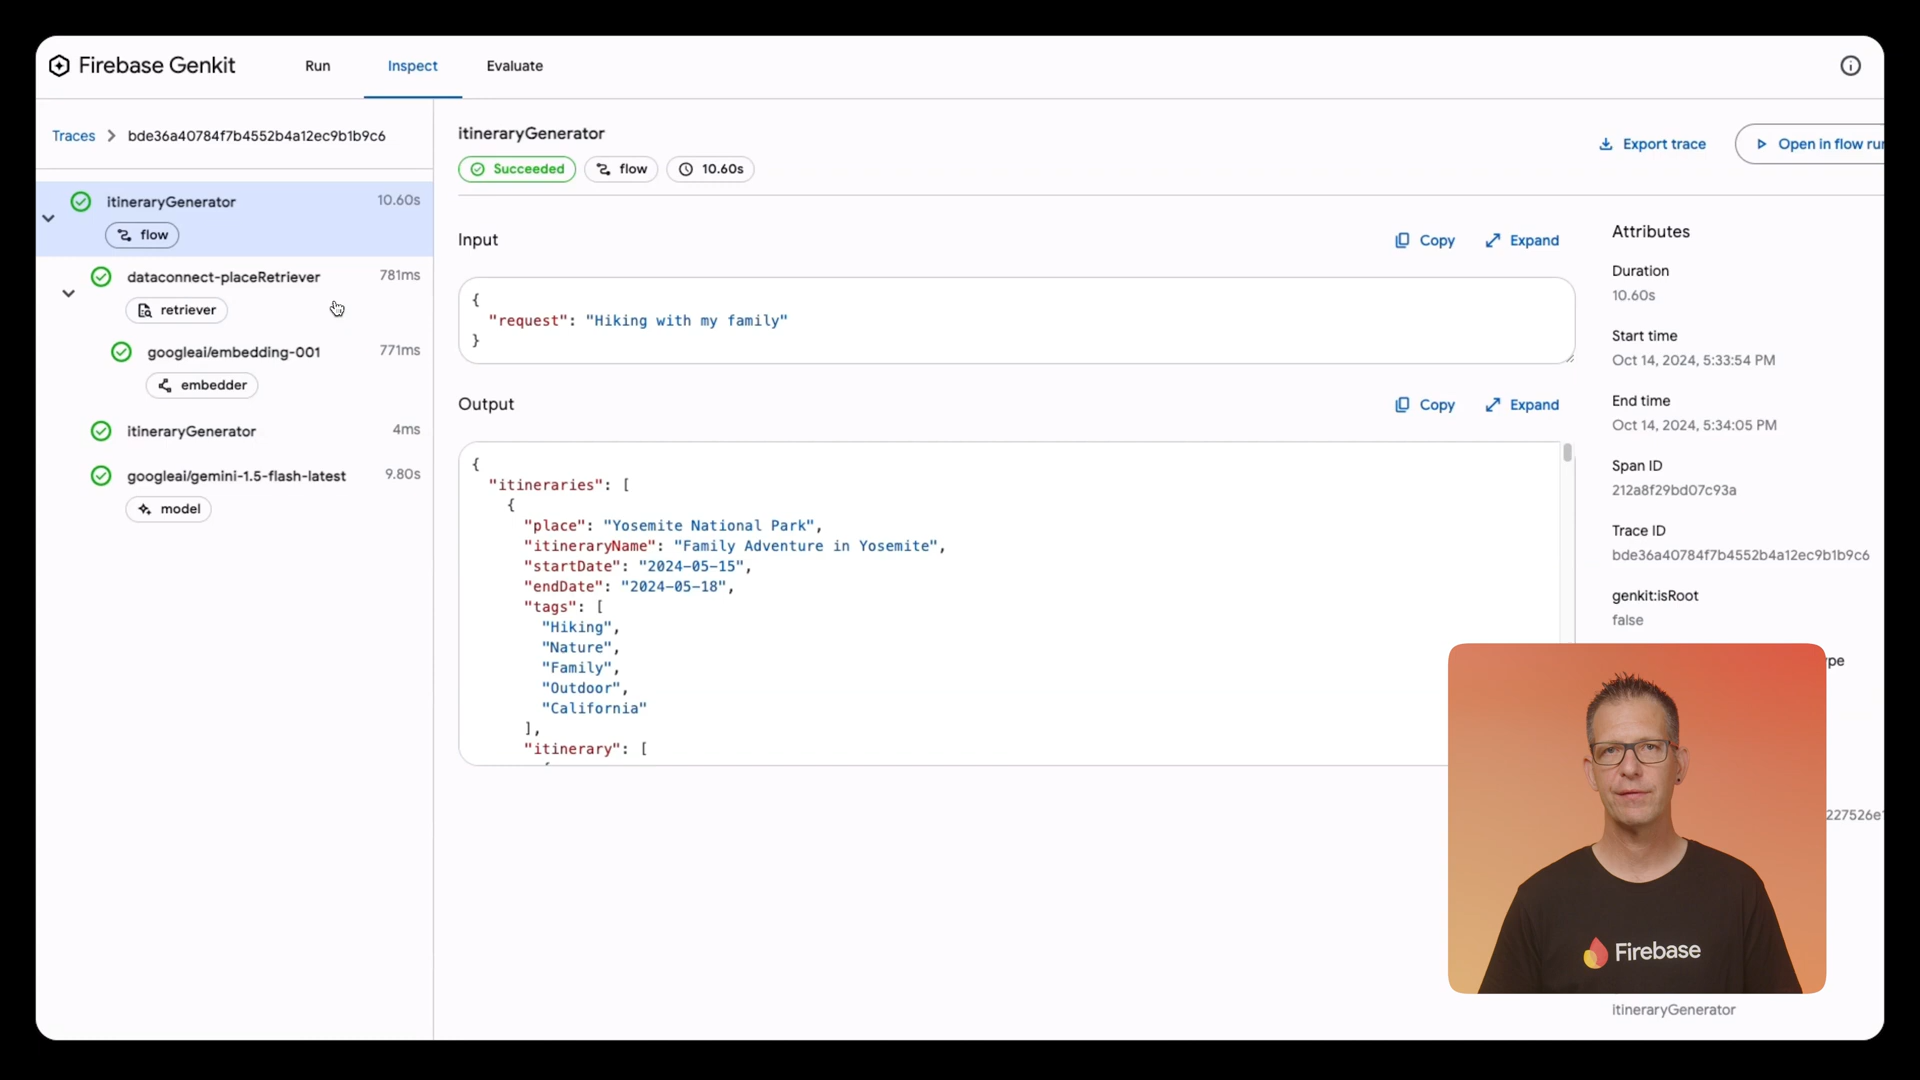 Firebase Genkit
Run
Inspect
Evaluate
Traces > bde36a40784f7b4552b4a12ec9b1b9c6
itineraryGenerator
10.60s
flow
dataconnect-placeRetriever
781ms
retriever
googleai/embedding-001
771ms
embedder
itineraryGenerator
4ms
googleai/gemini-1.5-flash-latest
9.80s
model
itineraryGenerator
Succeeded
flow
10.60s
Export trace
Open in flow run
Input
Copy
Expand
{
"request": "Hiking with my family"
}
Output
Copy
Expand
{
"itineraries": [
{
"place": "Yosemite National Park",
"itineraryName": "Family Adventure in Yosemite",
"startDate": "2024-05-15",
"endDate": "2024-05-18",
"tags": [
"Hiking",
"Nature",
"Family",
"Outdoor",
"California"
],
"itinerary": [
Attributes
Duration
10.60s
Start time
Oct 14, 2024, 5:33:54 PM
End time
Oct 14, 2024, 5:34:05 PM
Span ID
212a8f29bd07c93a
Trace ID
bde36a40784f7b4552b4a12ec9b1b9c6
genkit:isRoot
false
pe
227526e
itineraryGenerator
Firebase